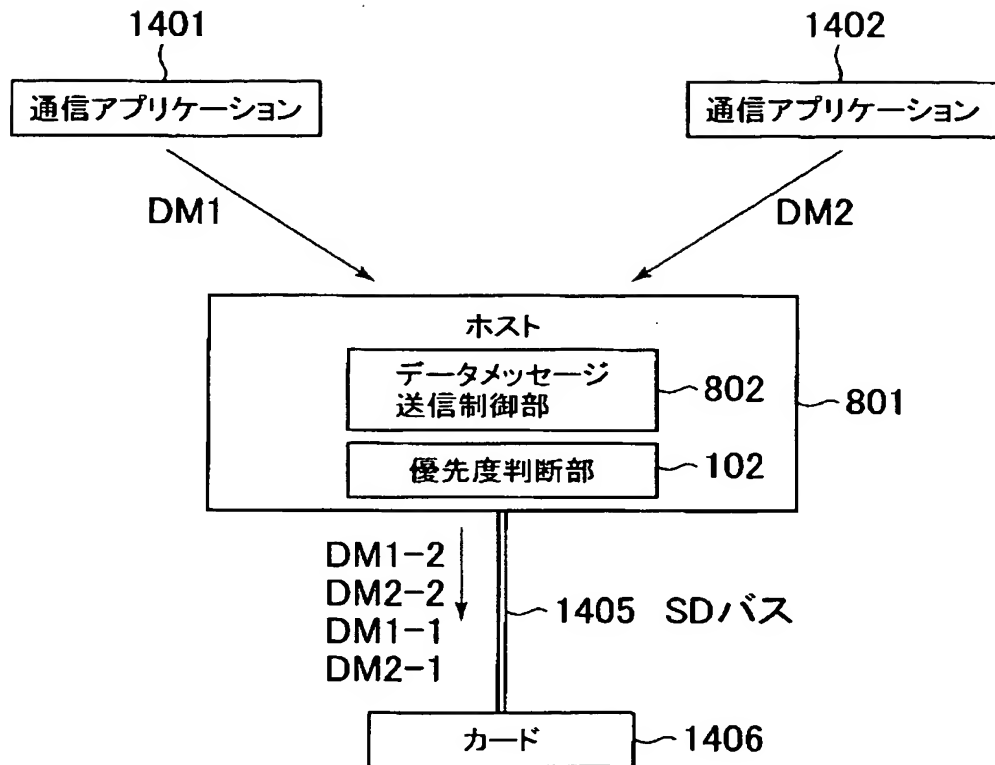 1401
1402
通信アプリケーション
通信アプリケーション
DM1
DM2
ホスト
データメッセージ
送信制御部
802
801
優先度判断部
102
DM1-2
DM2-2
DM1-1
DM2-1
1405 SDバス
カード
1406